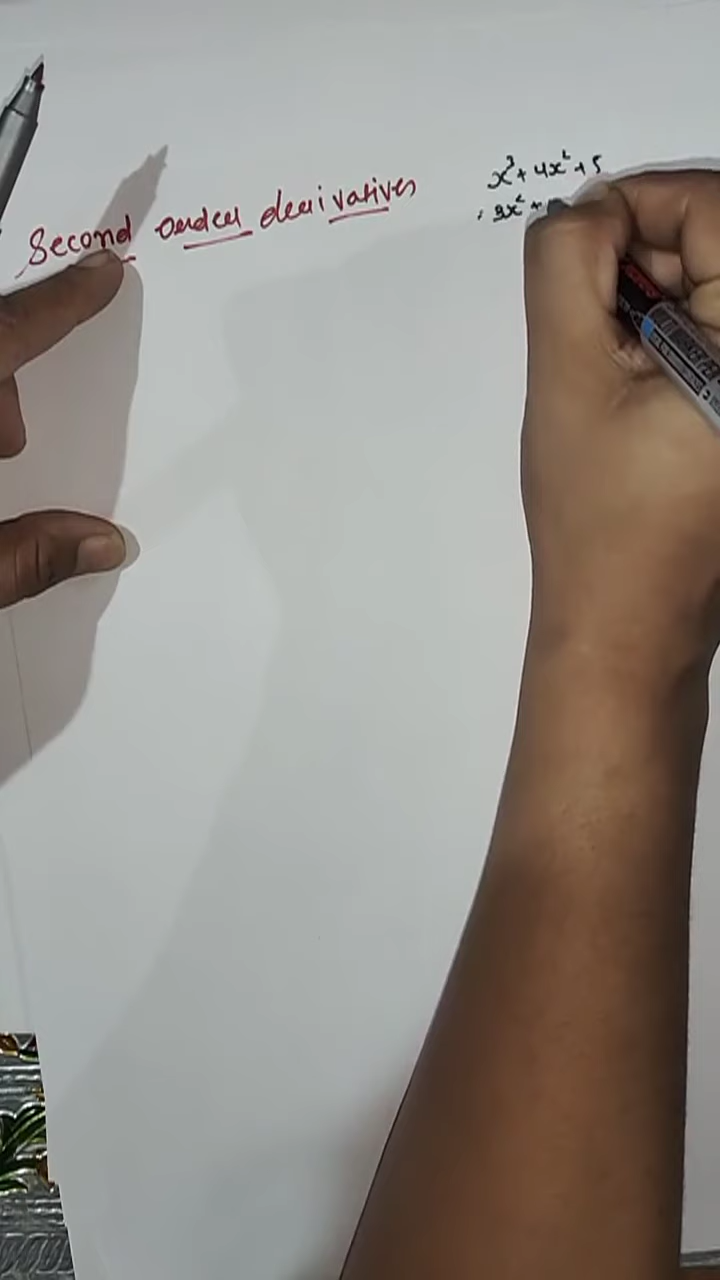 Second order derivatives
x³ + 4x² + 5
: 3x² +